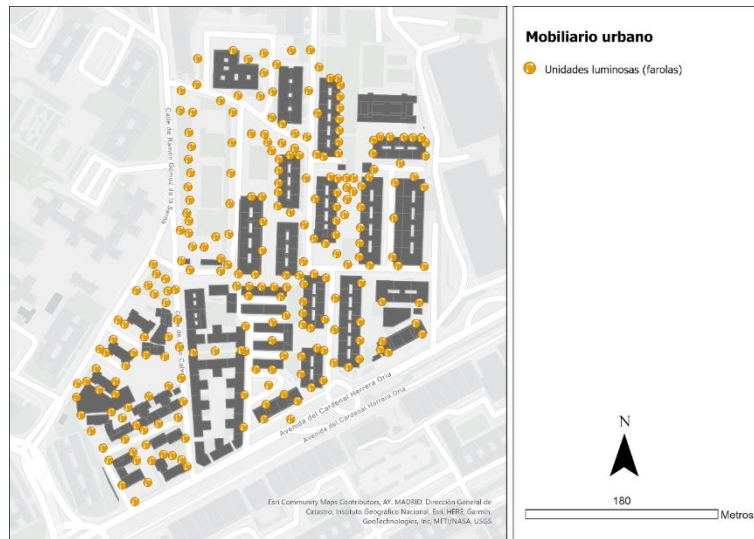 Mobiliario urbano
Unidades luminosas (farolas)
Calle de Ramón Gómez de la Serna
Avenida del Cardenal Herrera Oria
Avenida del Cardenal Herrera Oria
Esri Community Maps Contributors, AY. MADRID. Dirección General de
Catastro, Instituto Geográfico Nacional, Esri, HERE, Garmin,
GeoTechnologies, Inc, METI/NASA, USGS
N
180
Metros